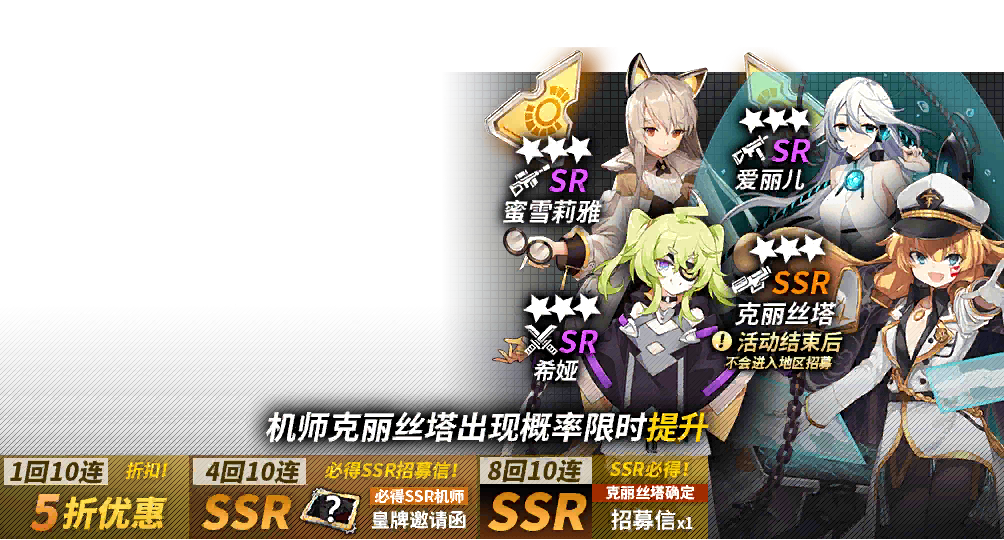 SR
蜜雪莉雅
SR
爱丽儿
SSR
克丽丝塔
! 活动结束后
不会进入地区招募
SR
希娅
机师克丽丝塔出现概率限时提升
1回10连 折扣!
5折优惠
4回10连 必得SSR招募信!
SSR ? 必得SSR机师
皇牌邀请函
8回10连 SSR必得!
SSR 克丽丝塔确定
招募信x1